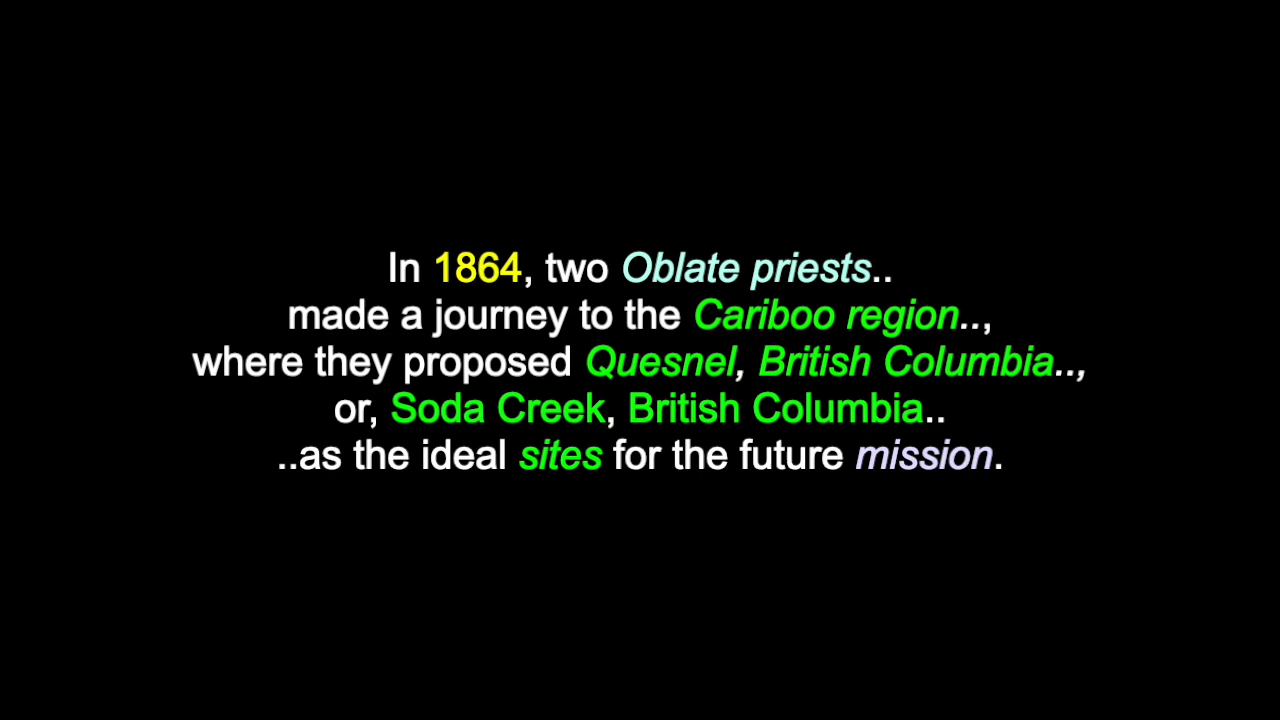 In 1864, two Oblate priests..
made a journey to the Cariboo region..,
where they proposed Quesnel, British Columbia..,
or, Soda Creek, British Columbia..
..as the ideal sites for the future mission.